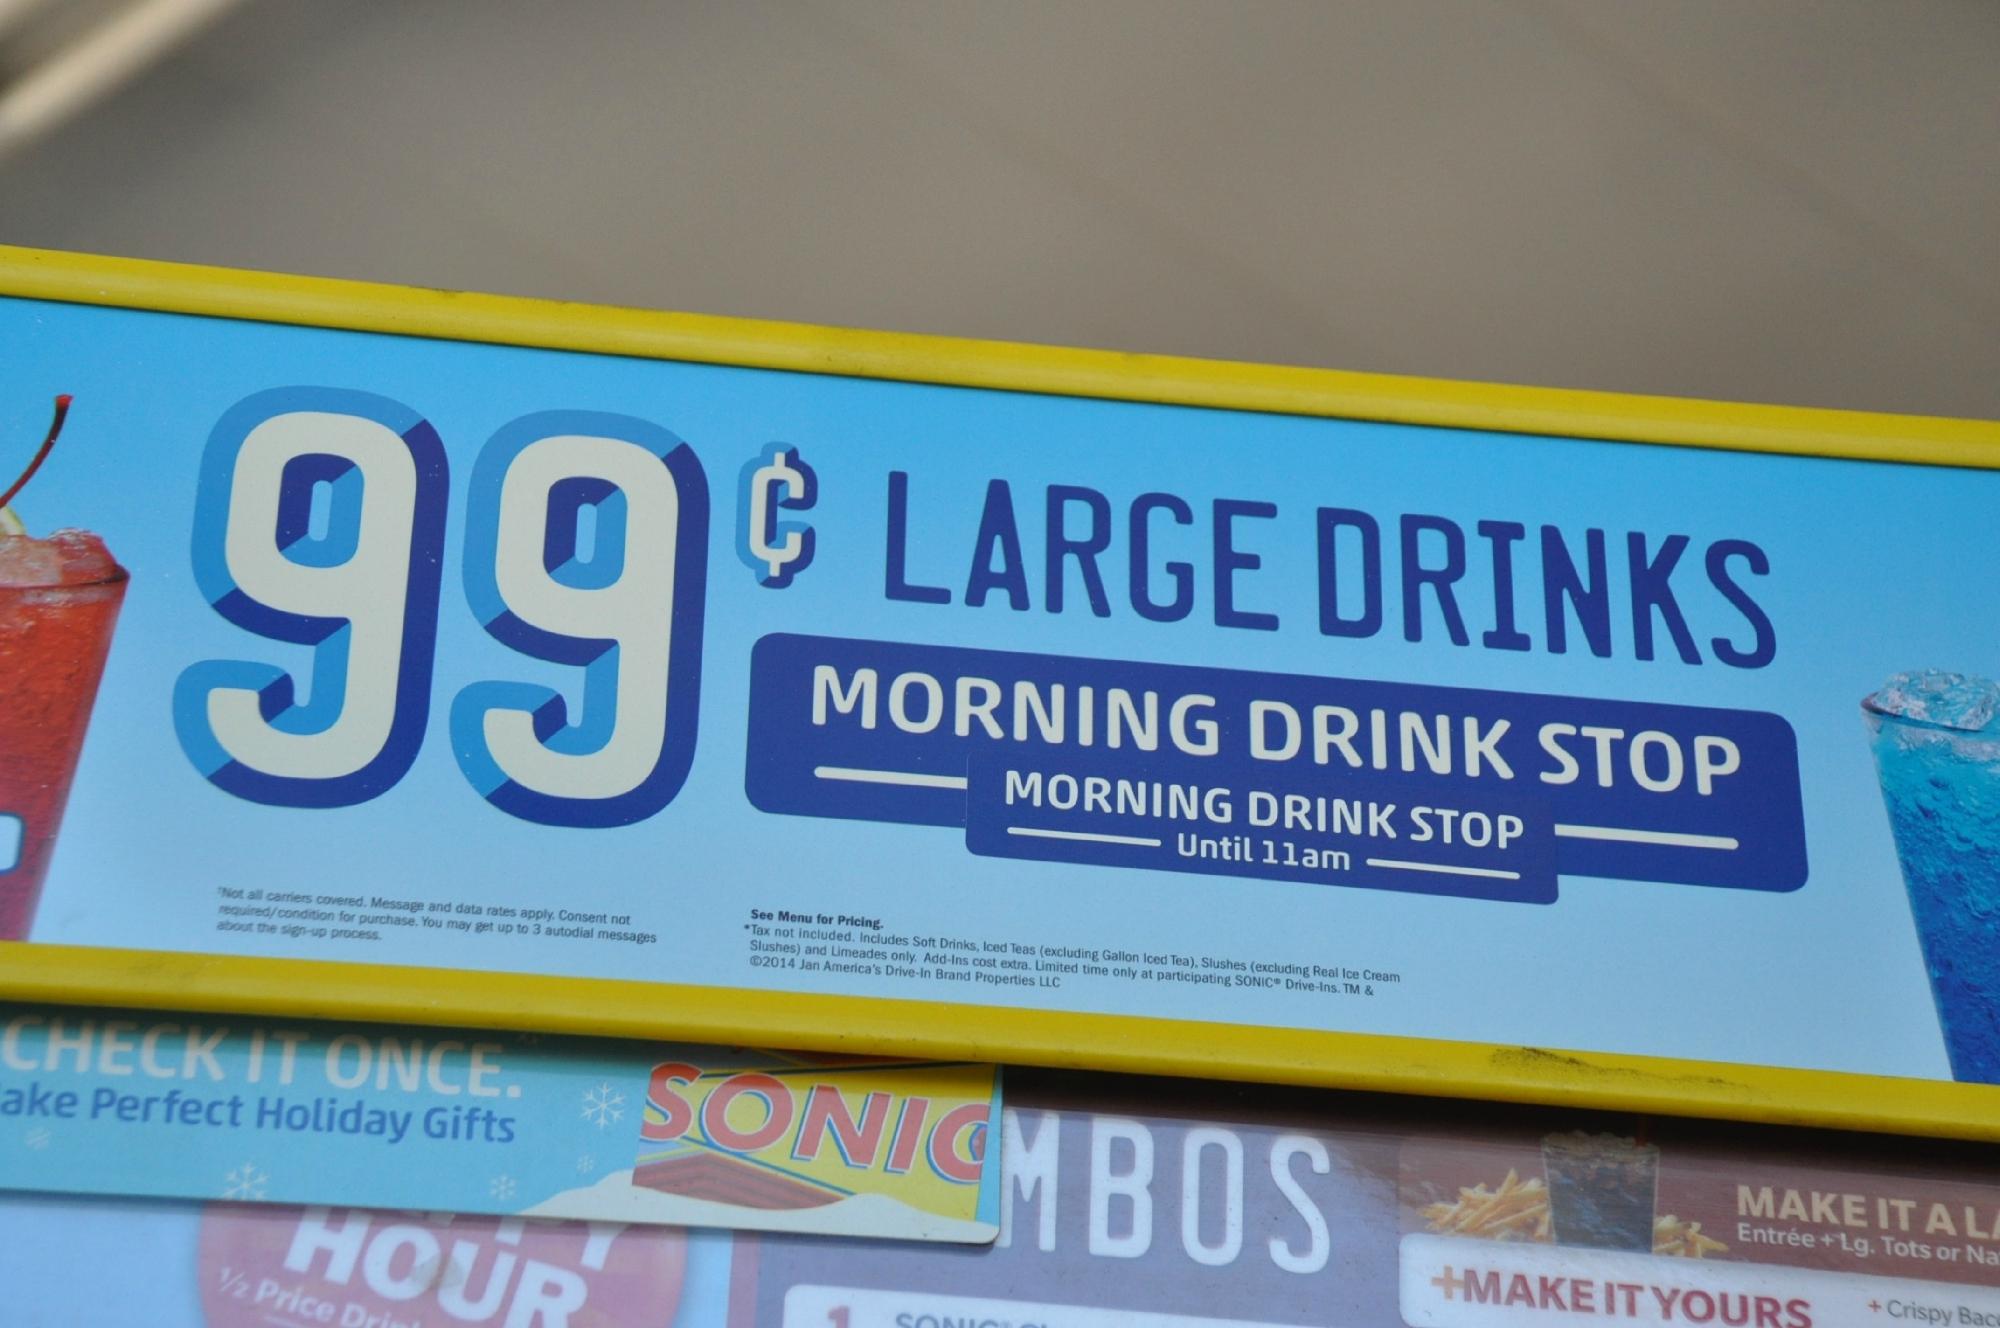 99¢ LARGE DRINKS
MORNING DRINK STOP
MORNING DRINK STOP
Until 11am
†Not all carriers covered. Message and data rates apply. Consent not
required/condition for purchase. You may get up to 3 autodial messages
about the sign-up process.
See Menu for Pricing.
*Tax not included. Includes Soft Drinks, Iced Teas (excluding Gallon Iced Tea), Slushes (excluding Real Ice Cream
Slushes) and Limeades only. Add-Ins cost extra. Limited time only at participating SONIC® Drive-Ins. TM &
©2014 Jan America's Drive-In Brand Properties LLC
CHECK IT ONCE.
ake Perfect Holiday Gifts
SONIC
HOUR
1/2 Price Drin
MBOS
1 SONIC®
MAKE IT A LA
Entrée + Lg. Tots or Na
+MAKE IT YOURS
+ Crispy Bac